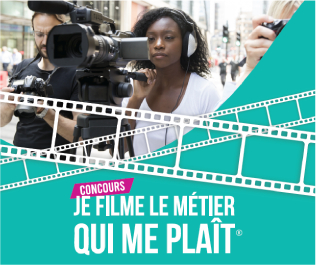 CONCOURS
JE FILME LE MÉTIER
QUI ME PLAÎT®